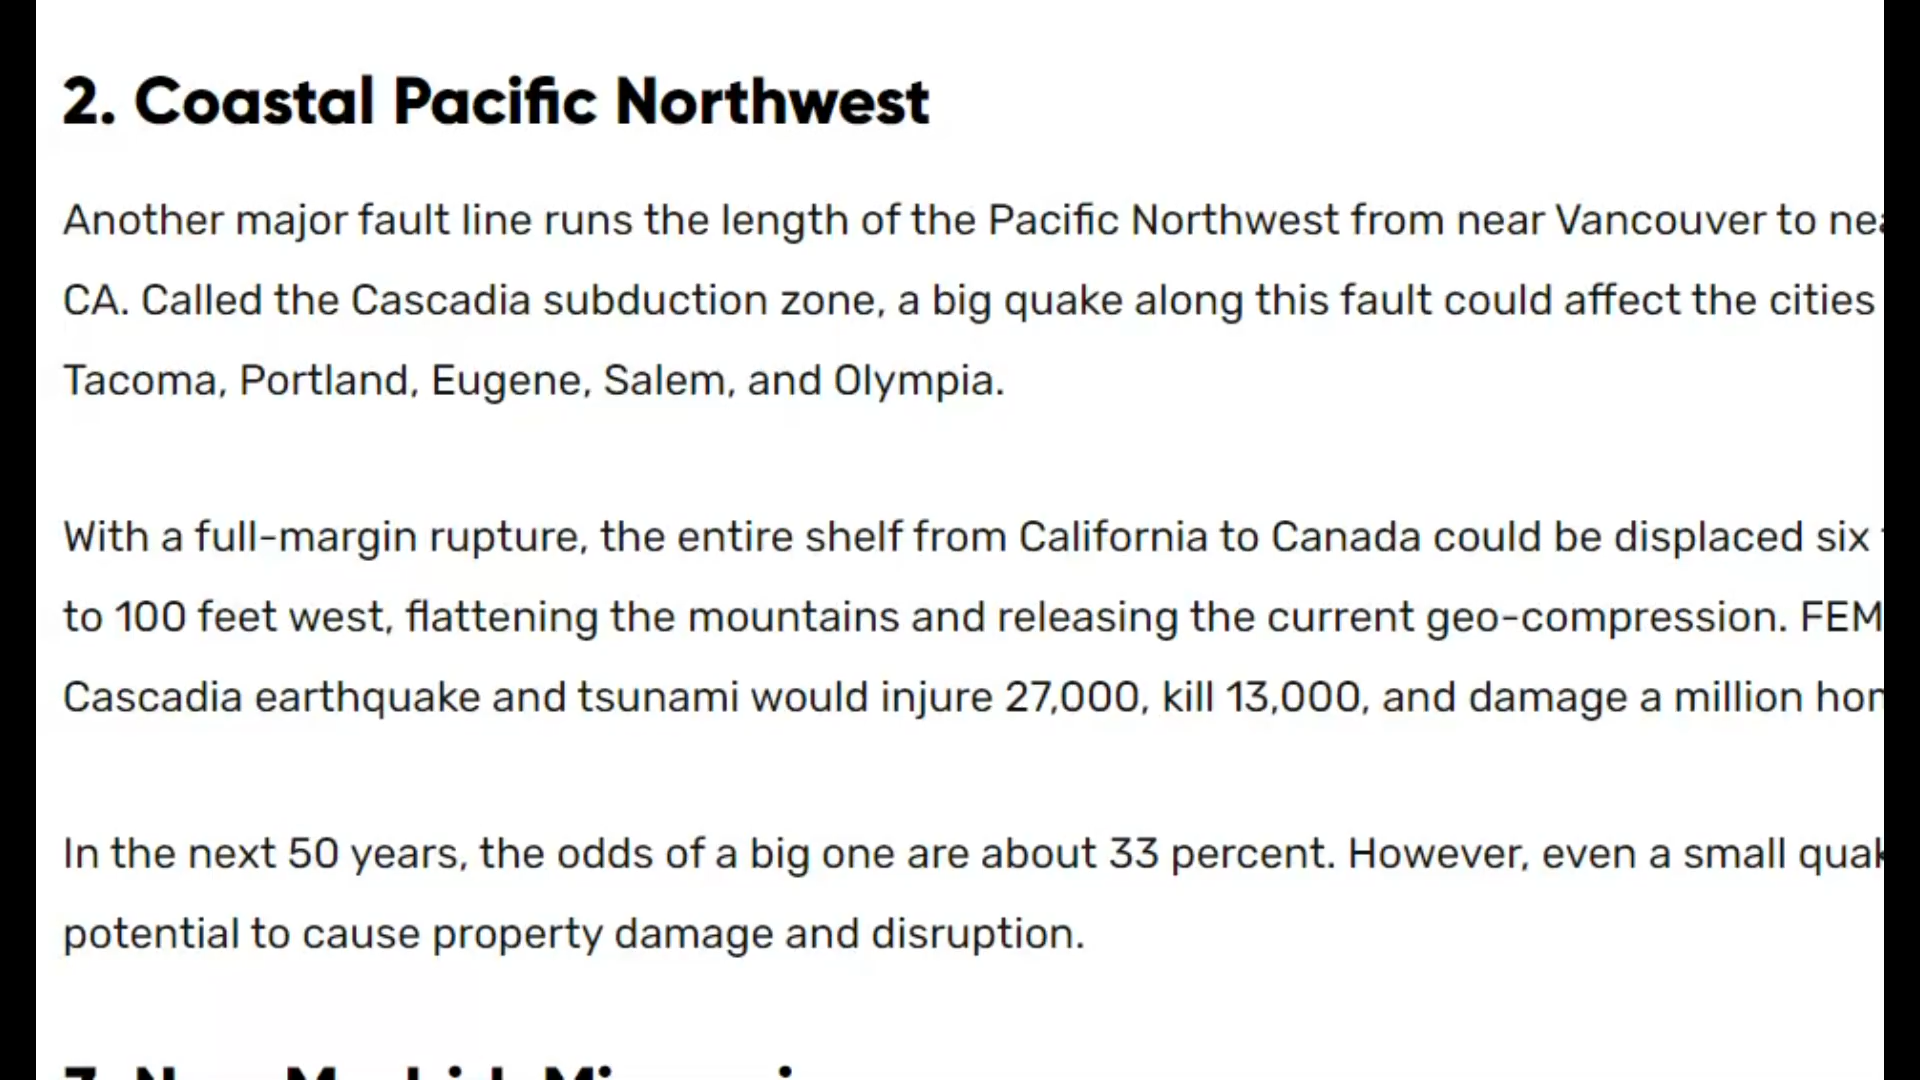 2. Coastal Pacific Northwest
Another major fault line runs the length of the Pacific Northwest from near Vancouver to
CA. Called the Cascadia subduction zone, a big quake along this fault could affect the cities
Tacoma, Portland, Eugene, Salem, and Olympia.
With a full-margin rupture, the entire shelf from California to Canada could be displaced six
to 100 feet west, flattening the mountains and releasing the current geo-compression.
Cascadia earthquake and tsunami would injure 27,000, kill 13,000, and damage a million
In the next 50 years, the odds of a big one are about 33 percent. However, even a small
potential to cause property damage and disruption.